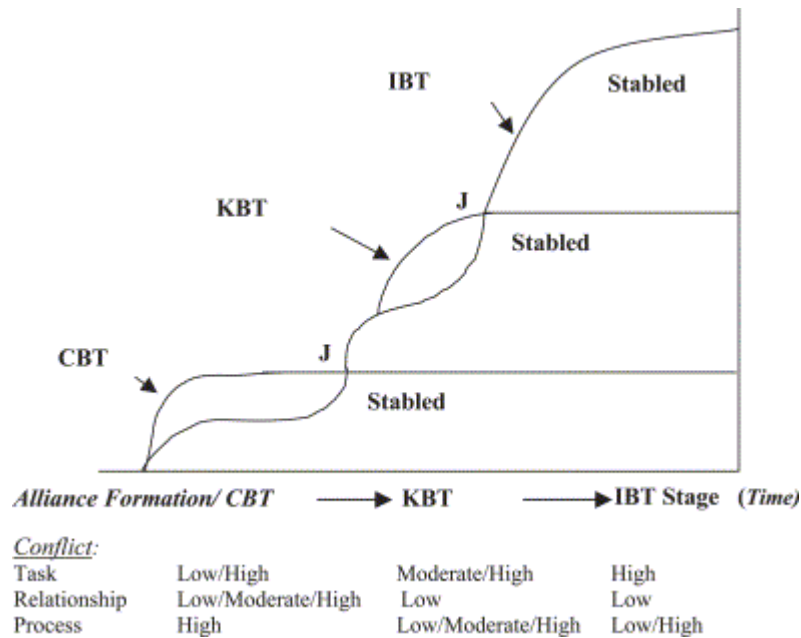 IBT
Stabled
KBT
J
Stabled
CBT
J
Stabled
Alliance Formation/ CBT KBT IBT Stage (Time)
Conflict:
Task Low/High Moderate/High High
Relationship Low/Moderate/High Low Low
Process High Low/Moderate/High Low/High